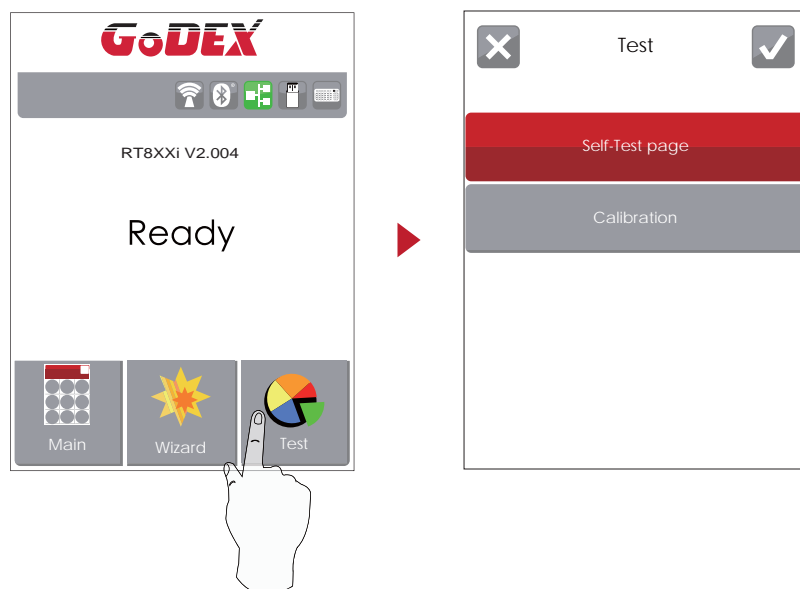 GoDEX
RT8XXi V2.004
Ready
Main
Wizard
Test
Test
Self-Test page
Calibration